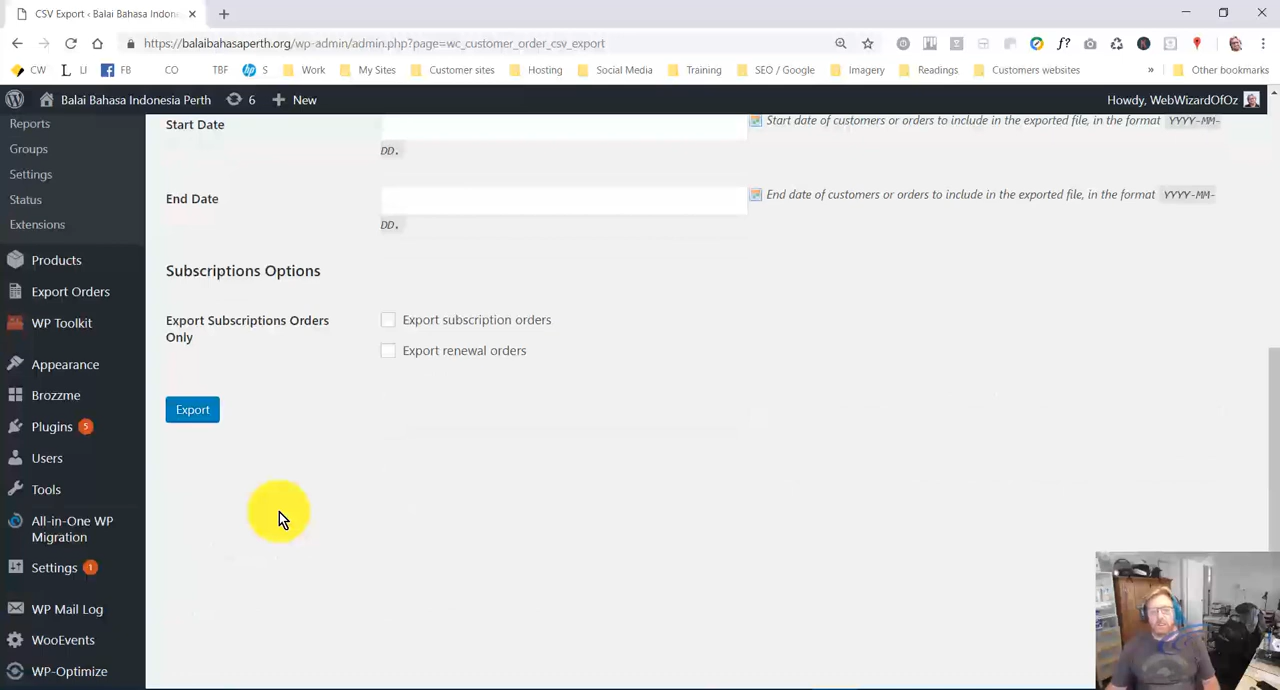 CSV Export ‹ Balai Bahasa Indone
https://balaibahasaperth.org/wp-admin/admin.php?page=wc_customer_order_csv_export
CW LI FB CO TBF S Work My Sites Customer sites Hosting Social Media Training SEO / Google Imagery Readings Customers websites » Other bookmarks
Balai Bahasa Indonesia Perth 6 New Howdy, WebWizardOfOz
Reports
Groups
Settings
Status
Extensions
Products
Export Orders
WP Toolkit
Appearance
Brozzme
Plugins 5
Users
Tools
All-in-One WP
Migration
Settings 1
WP Mail Log
WooEvents
WP-Optimize
Start Date Start date of customers or orders to include in the exported file, in the format YYYY-MM-
DD.
End Date End date of customers or orders to include in the exported file, in the format YYYY-MM-
DD.
Subscriptions Options
Export Subscriptions Orders
Only
Export subscription orders
Export renewal orders
Export